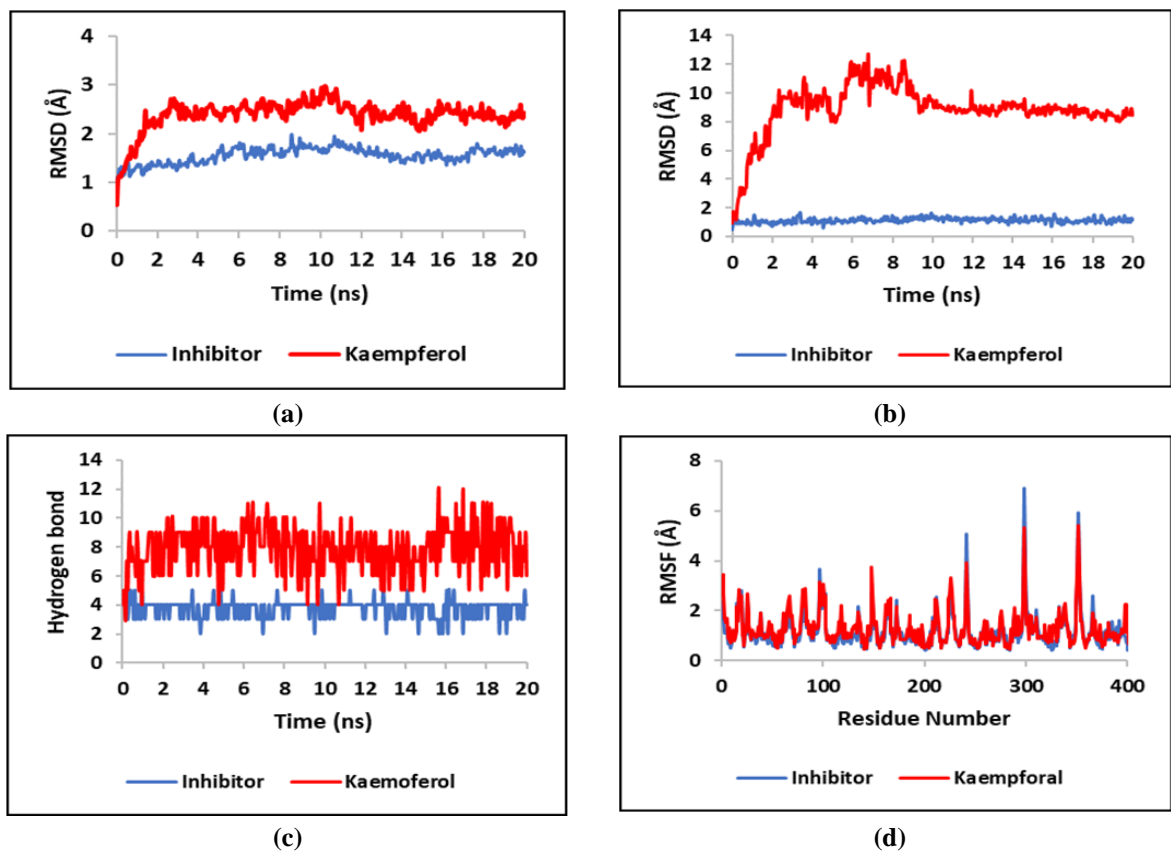 4
3
2
1
0
RMSD (Å)
0 2 4 6 8 10 12 14 16 18 20
Time (ns)
Inhibitor Kaempferol
(a)
14
12
10
8
6
4
2
0
RMSD (Å)
0 2 4 6 8 10 12 14 16 18 20
Time (ns)
Inhibitor Kaempferol
(b)
14
12
10
8
6
4
2
0
Hydrogen bond
0 2 4 6 8 10 12 14 16 18 20
Time (ns)
Inhibitor Kaemoferol
(c)
8
6
4
2
0
RMSF (Å)
0 100 200 300 400
Residue Number
Inhibitor Kaempforal
(d)